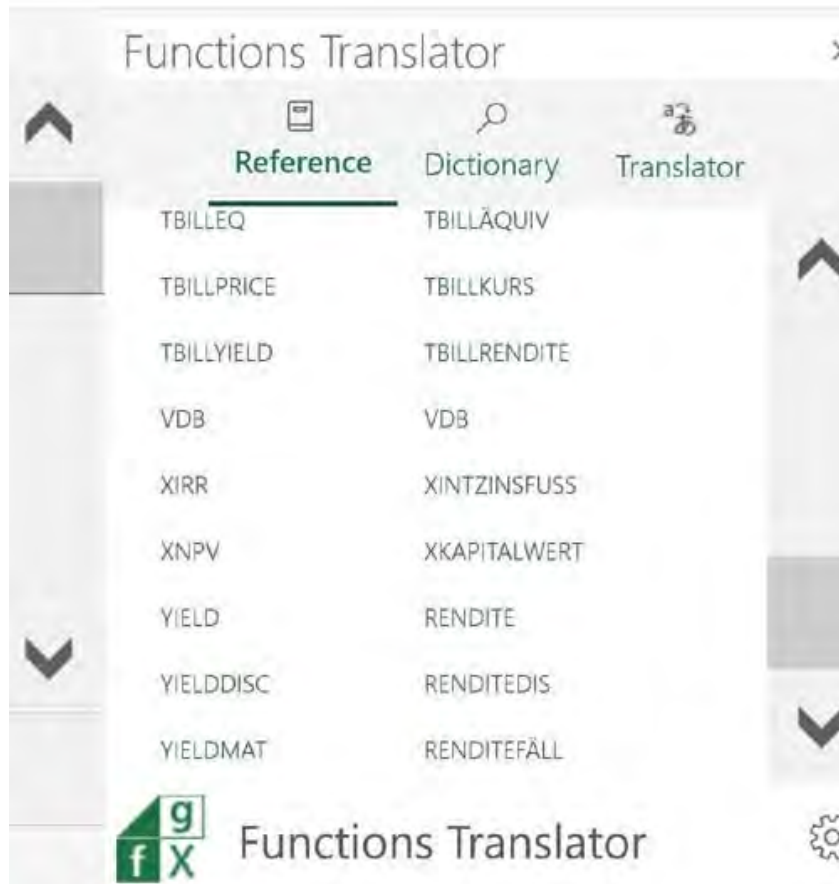 Functions Translator
Reference Dictionary Translator
TBILLEQ TBILLÄQUIV
TBILLPRICE TBILLKURS
TBILLYIELD TBILLRENDITE
VDB VDB
XIRR XINTZINSFUSS
XNPV XKAPITALWERT
YIELD RENDITE
YIELDDISC RENDITEDIS
YIELDMAT RENDITEFÄLL
g
f X Functions Translator